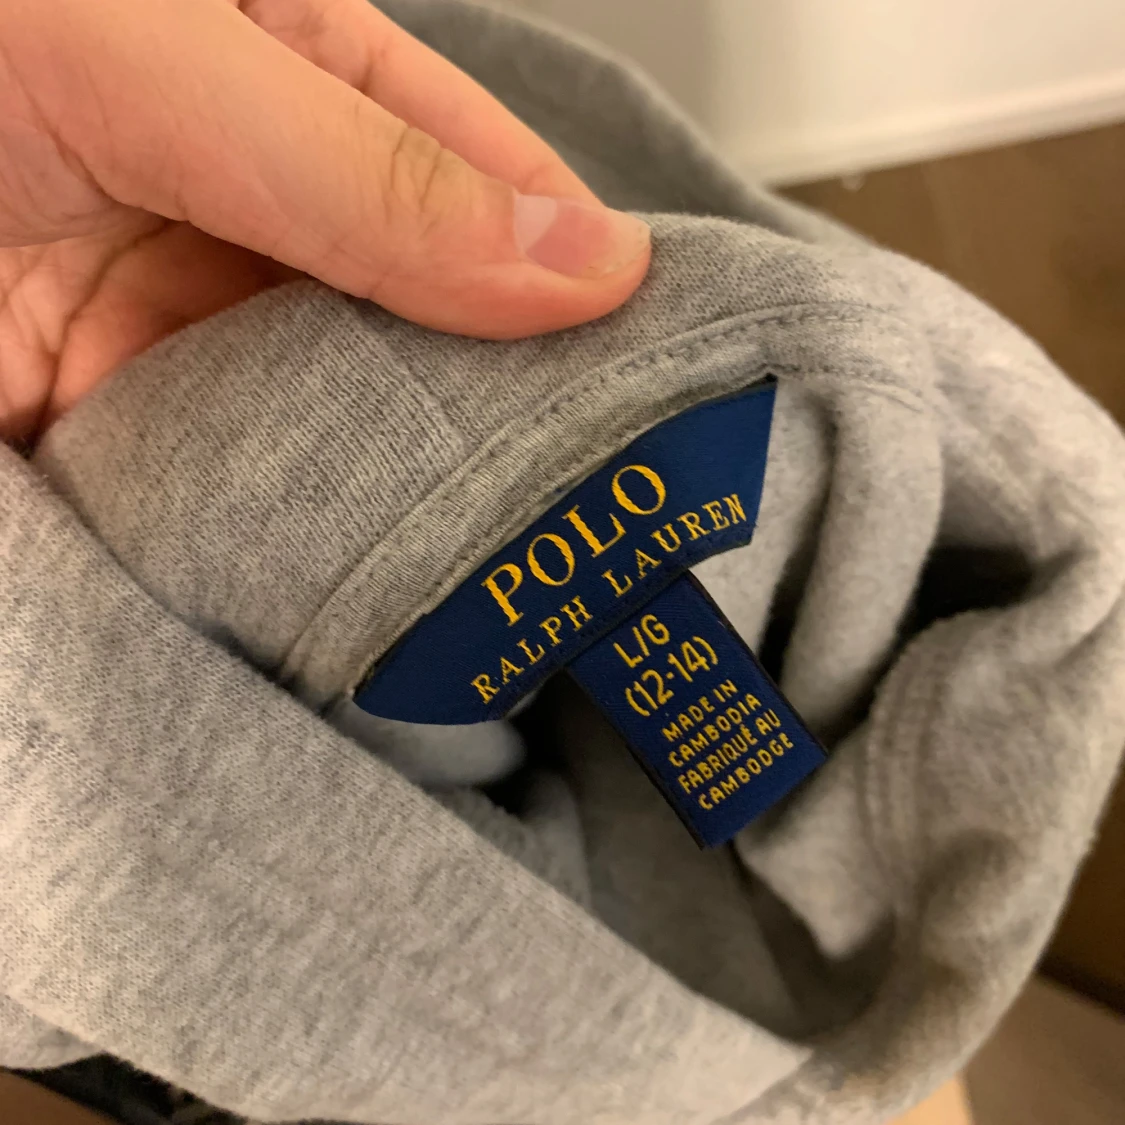 POLO
RALPH LAUREN
L/G
(12-14)
MADE IN
CAMBODIA
FABRIQUÉ AU
CAMBODGE